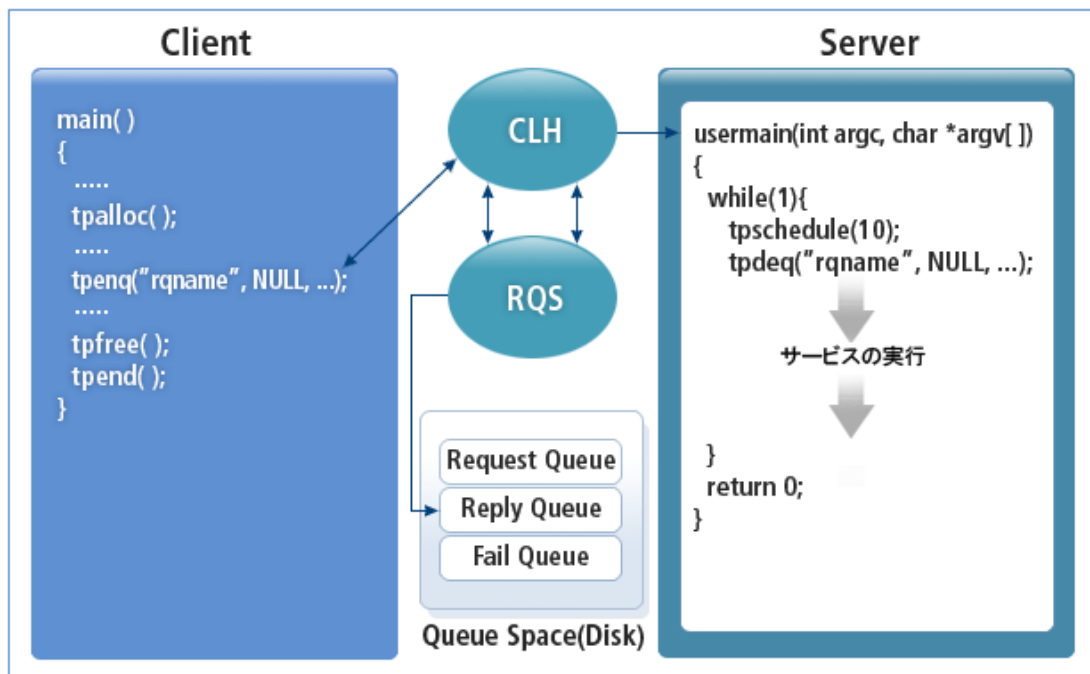 Client
main( )
{
.....
tpalloc( );
.....
tpenq("rqname", NULL, ...);
.....
tpfree( );
tpend( );
}
CLH
RQS
Request Queue
Reply Queue
Fail Queue
Queue Space(Disk)
Server
usermain(int argc, char *argv[ ])
{
while(1){
tpschedule(10);
tpdeq("rqname", NULL, ...);
サービスの実行
}
return 0;
}